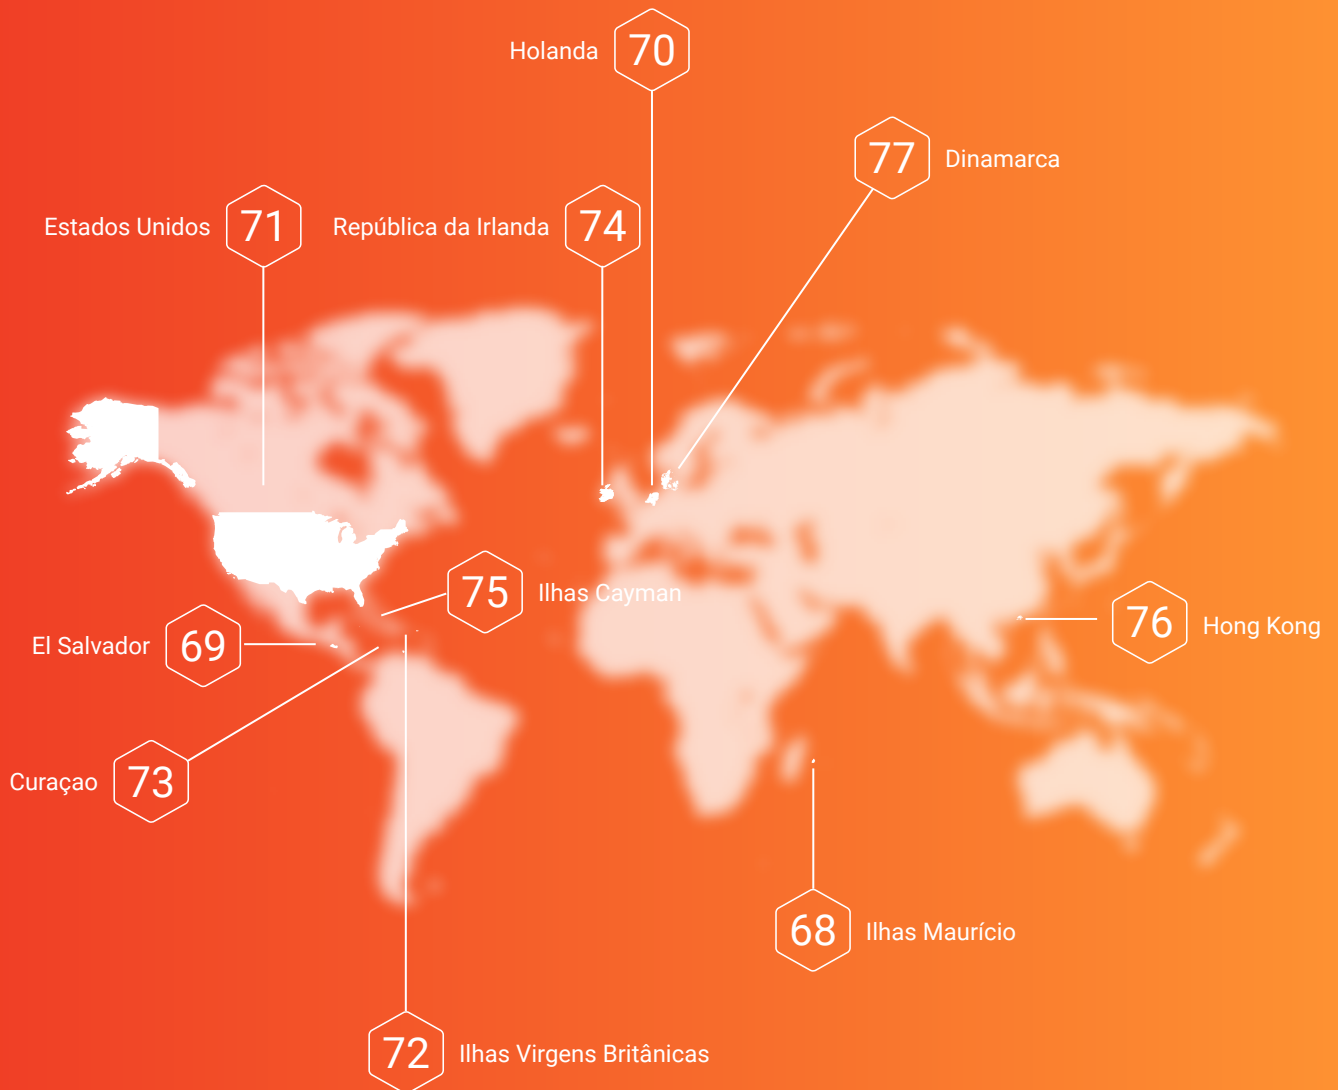 Holanda 70
77 Dinamarca
Estados Unidos 71
República da Irlanda 74
75 Ilhas Cayman
76 Hong Kong
El Salvador 69
Curaçao 73
68 Ilhas Maurício
72 Ilhas Virgens Britânicas